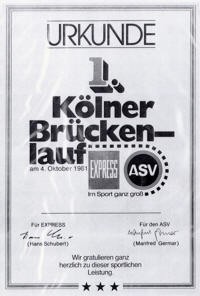 URKUNDE
1.
Kölner
Brücken-
lauf
am 4. Oktober 1981
EXPRESS
ASV
Im Sport ganz groß
Für EXPRESS
Für den ASV
(Hans Schubert)
(Manfred Germar)
Wir gratulieren ganz
herzlich zu dieser sportlichen
Leistung.